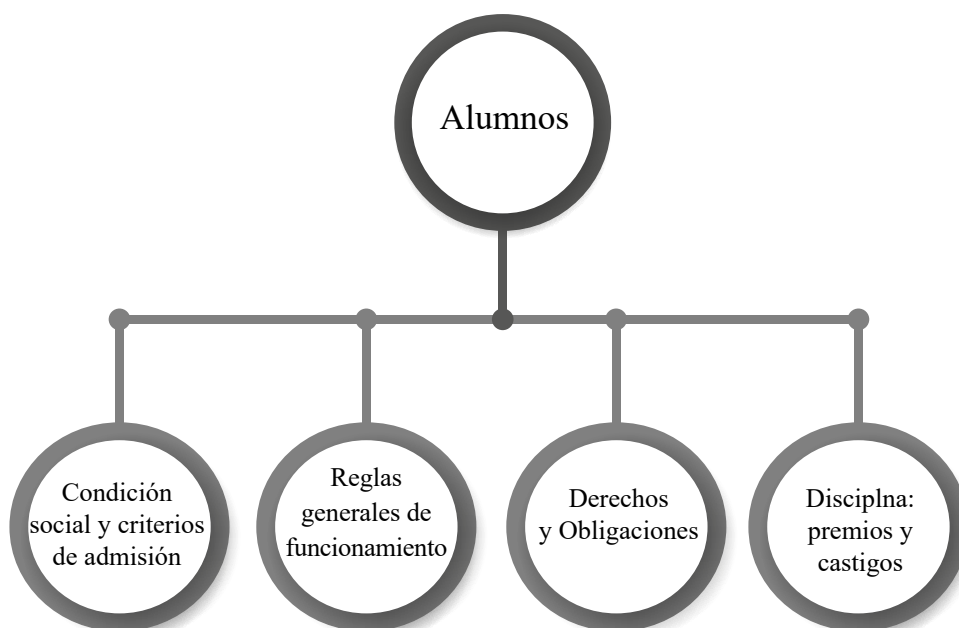 Alumnos
Condición
social y criterios
de admisión
Reglas
generales de
funcionamiento
Derechos
y Obligaciones
Disciplna:
premios y
castigos